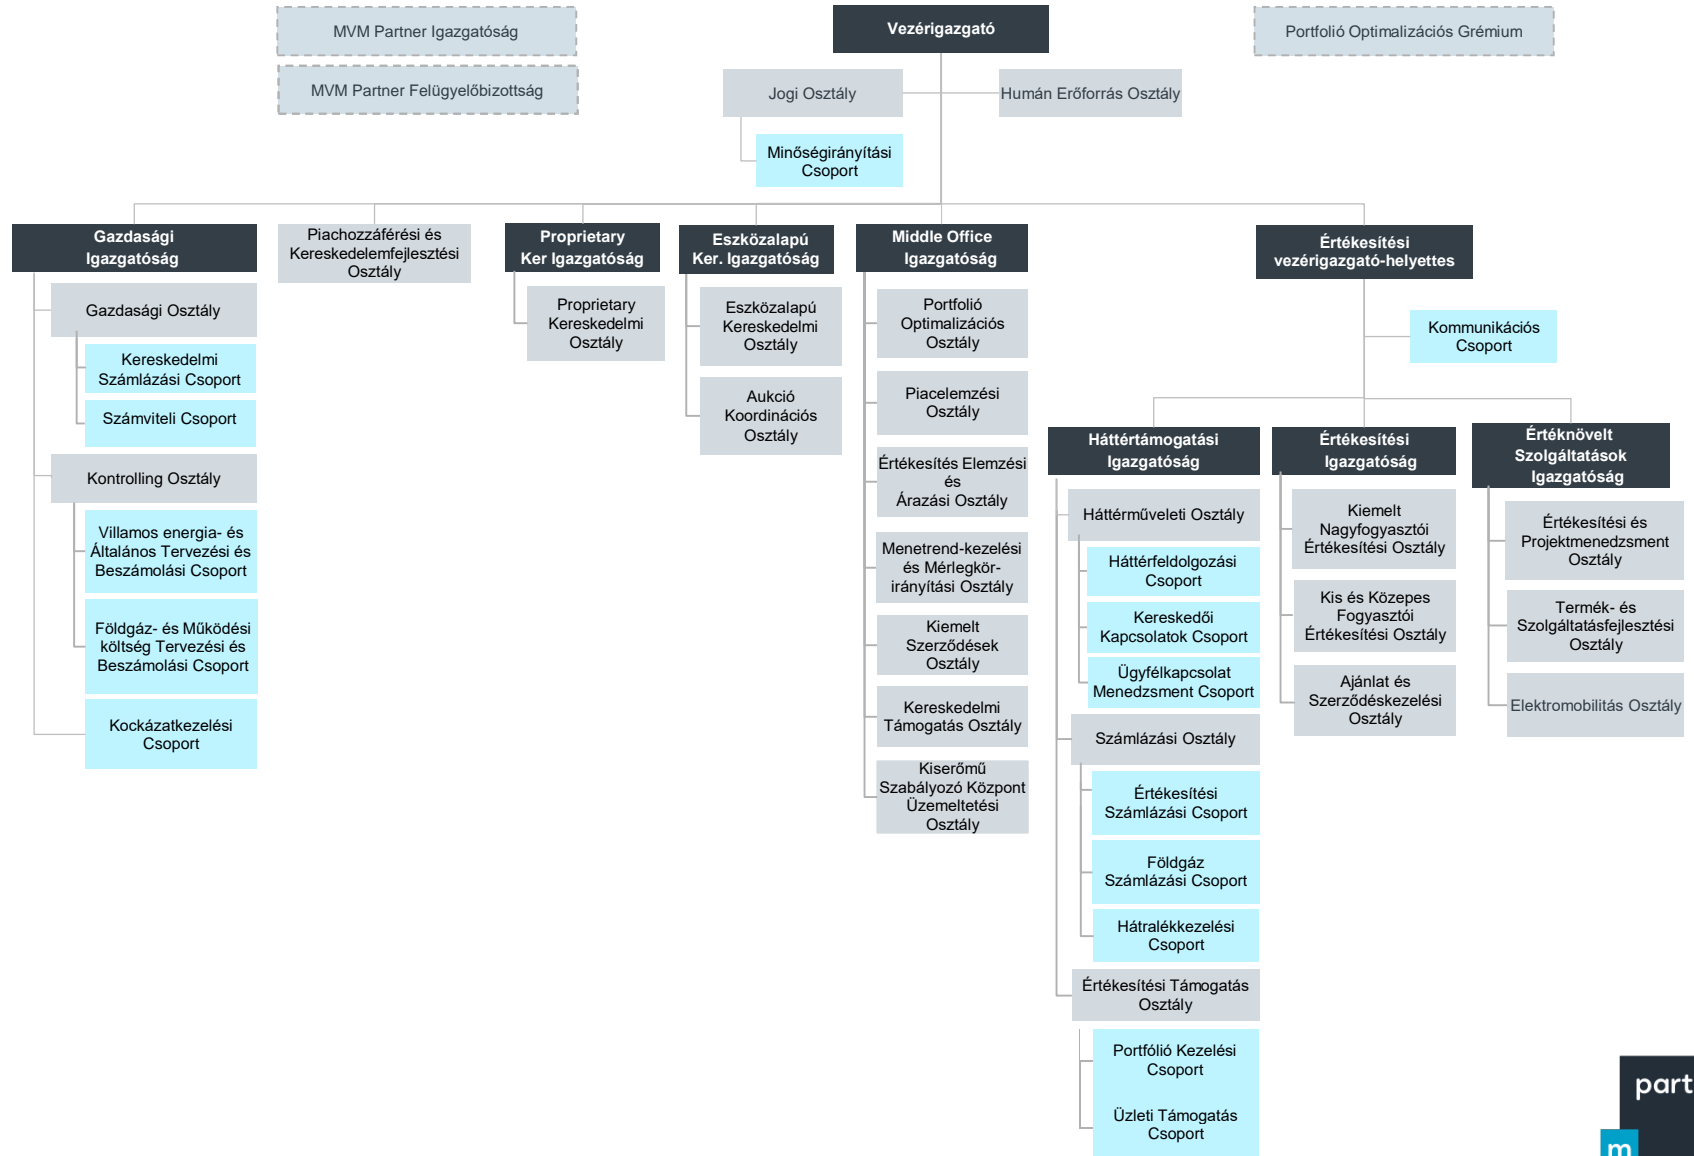 MVM Partner Igazgatóság
Vezérigazgató
Portfolió Optimalizációs Grémium
MVM Partner Felügyelőbizottság
Jogi Osztály
Humán Erőforrás Osztály
Minőségirányítási
Csoport
Gazdasági
Igazgatóság
Gazdasági Osztály
Kereskedelmi
Számlázási Csoport
Számviteli Csoport
Kontrolling Osztály
Villamos energia- és
Általános Tervezési és
Beszámolási Csoport
Földgáz- és Működési
költség Tervezési és
Beszámolási Csoport
Kockázatkezelési
Csoport
Piachozzáférési és
Kereskedelemfejlesztési
Osztály
Proprietary
Ker Igazgatóság
Proprietary
Kereskedelmi
Osztály
Eszközalapú
Ker. Igazgatóság
Eszközalapú
Kereskedelmi
Osztály
Aukció
Koordinációs
Osztály
Middle Office
Igazgatóság
Portfolió
Optimalizációs
Osztály
Piacelemzési
Osztály
Értékesítés Elemzési
és
Árazási Osztály
Menetrend-kezelési
és Mérlegkör-
irányítási Osztály
Kiemelt
Szerződések
Osztály
Kereskedelmi
Támogatás Osztály
Kiserőmű
Szabályozó Központ
Üzemeltetési
Osztály
Értékesítési
vezérigazgató-helyettes
Kommunikációs
Csoport
Háttértámogatási
Igazgatóság
Háttérműveleti Osztály
Háttérfeldolgozási
Csoport
Kereskedői
Kapcsolatok Csoport
Ügyfélkapcsolat
Menedzsment Csoport
Számlázási Osztály
Értékesítési
Számlázási Csoport
Földgáz
Számlázási Csoport
Hátralékkezelési
Csoport
Értékesítési Támogatás
Osztály
Portfólió Kezelési
Csoport
Üzleti Támogatás
Csoport
Értékesítési
Igazgatóság
Kiemelt
Nagyfogyasztói
Értékesítési Osztály
Kis és Közepes
Fogyasztói
Értékesítési Osztály
Ajánlat és
Szerződéskezelési
Osztály
Értéknövelt
Szolgáltatások
Igazgatóság
Értékesítési és
Projektmenedzsment
Osztály
Termék- és
Szolgáltatásfejlesztési
Osztály
Elektromobilitás Osztály
part
m